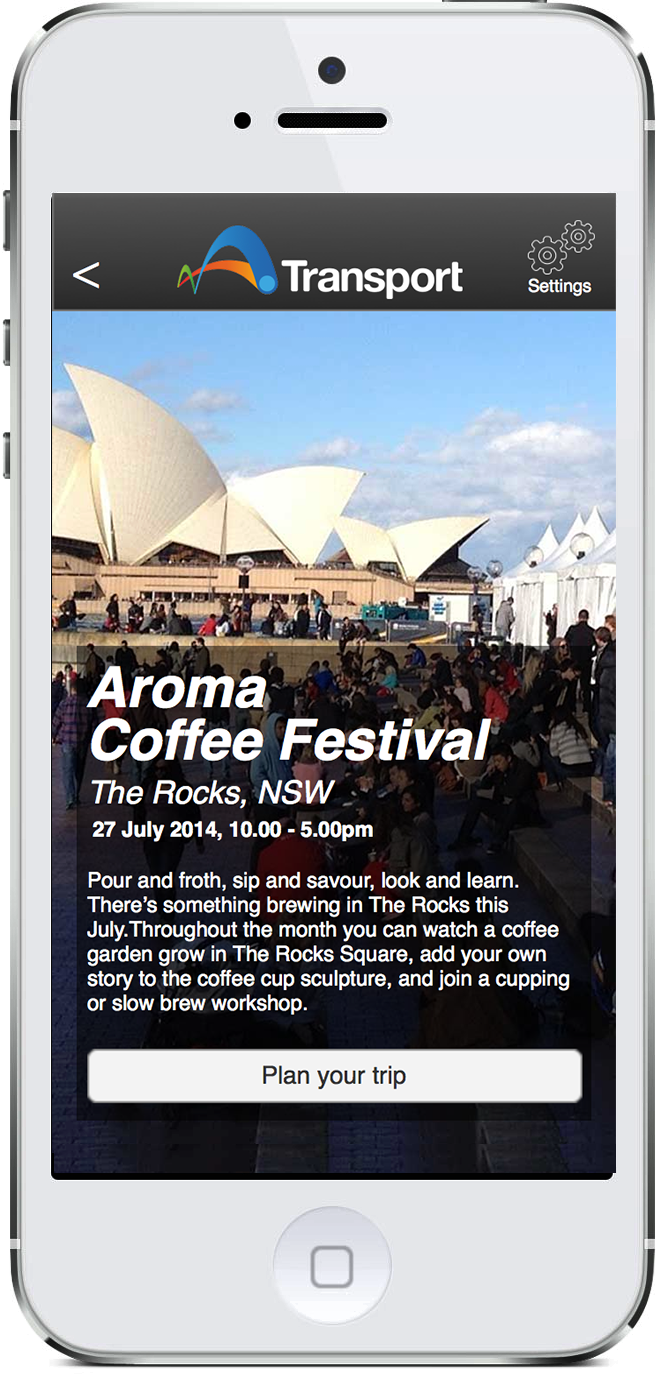 <
Transport
Settings
Aroma
Coffee Festival
The Rocks, NSW
27 July 2014, 10.00 - 5.00pm
Pour and froth, sip and savour, look and learn.
There's something brewing in The Rocks this
July.Throughout the month you can watch a coffee
garden grow in The Rocks Square, add your own
story to the coffee cup sculpture, and join a cupping
or slow brew workshop.
Plan your trip